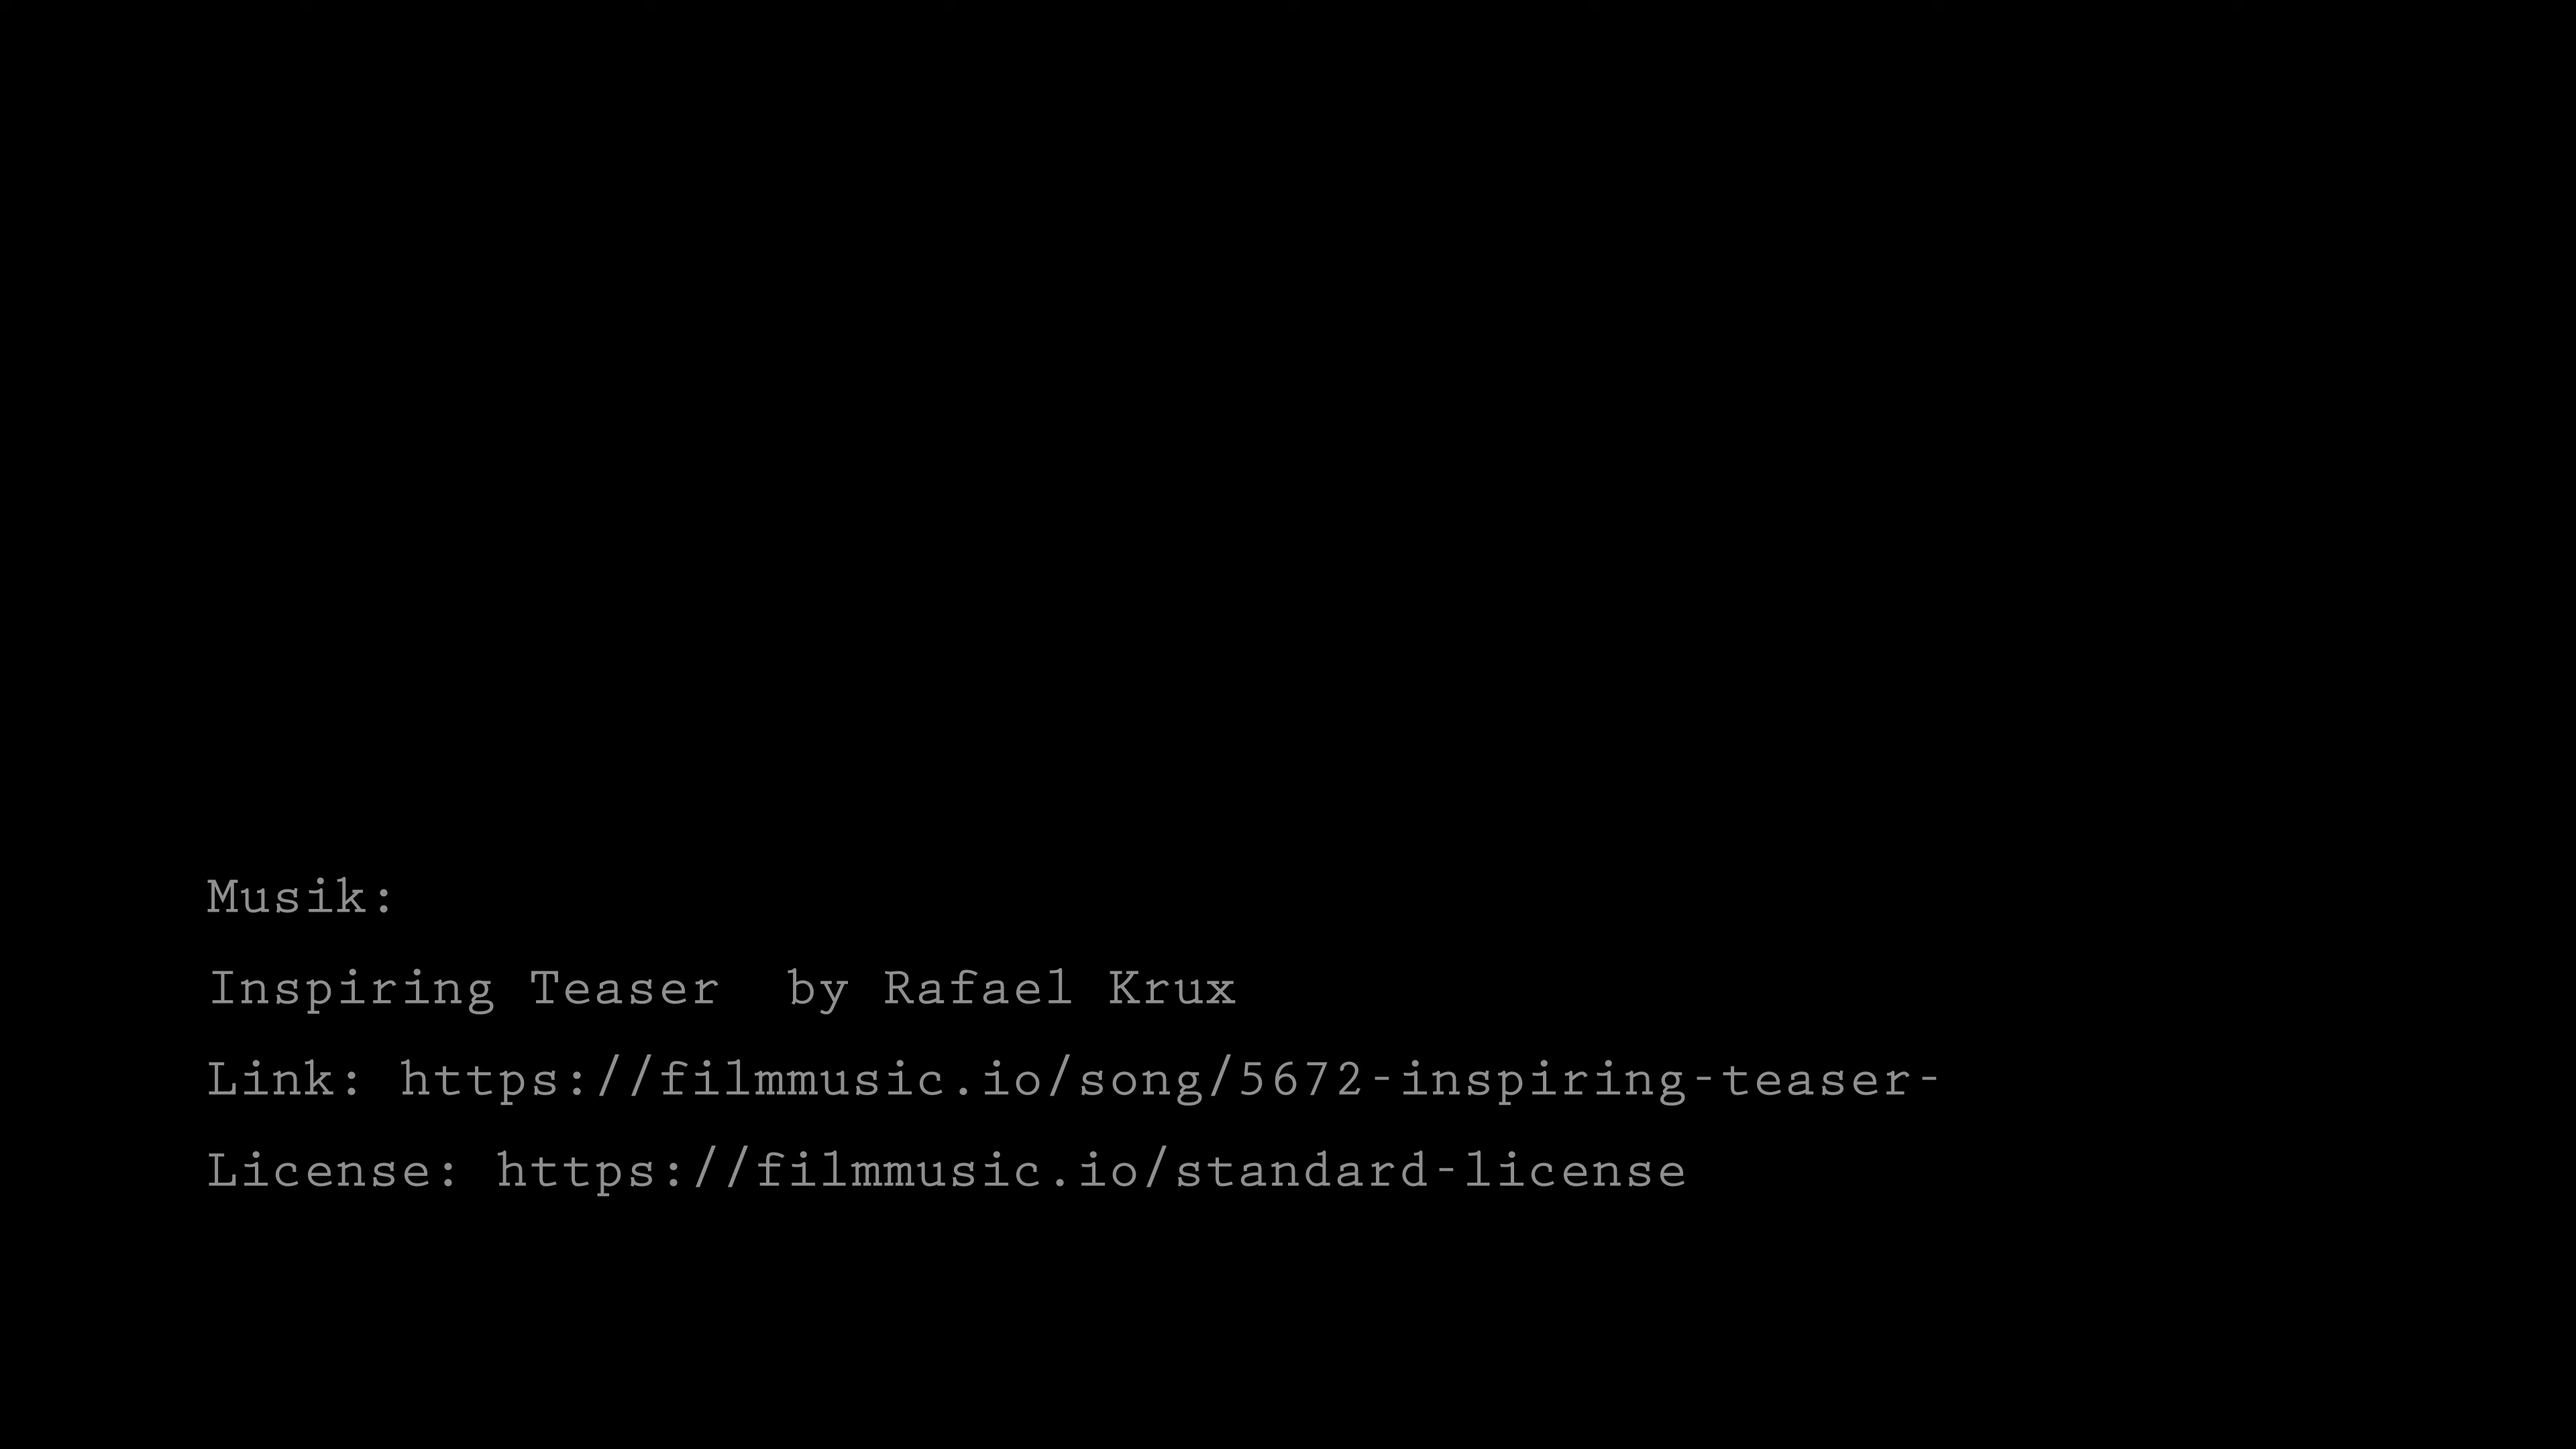 Musik:
Inspiring Teaser  by Rafael Krux
Link: https://filmmusic.io/song/5672-inspiring-teaser-
License: https://filmmusic.io/standard-license